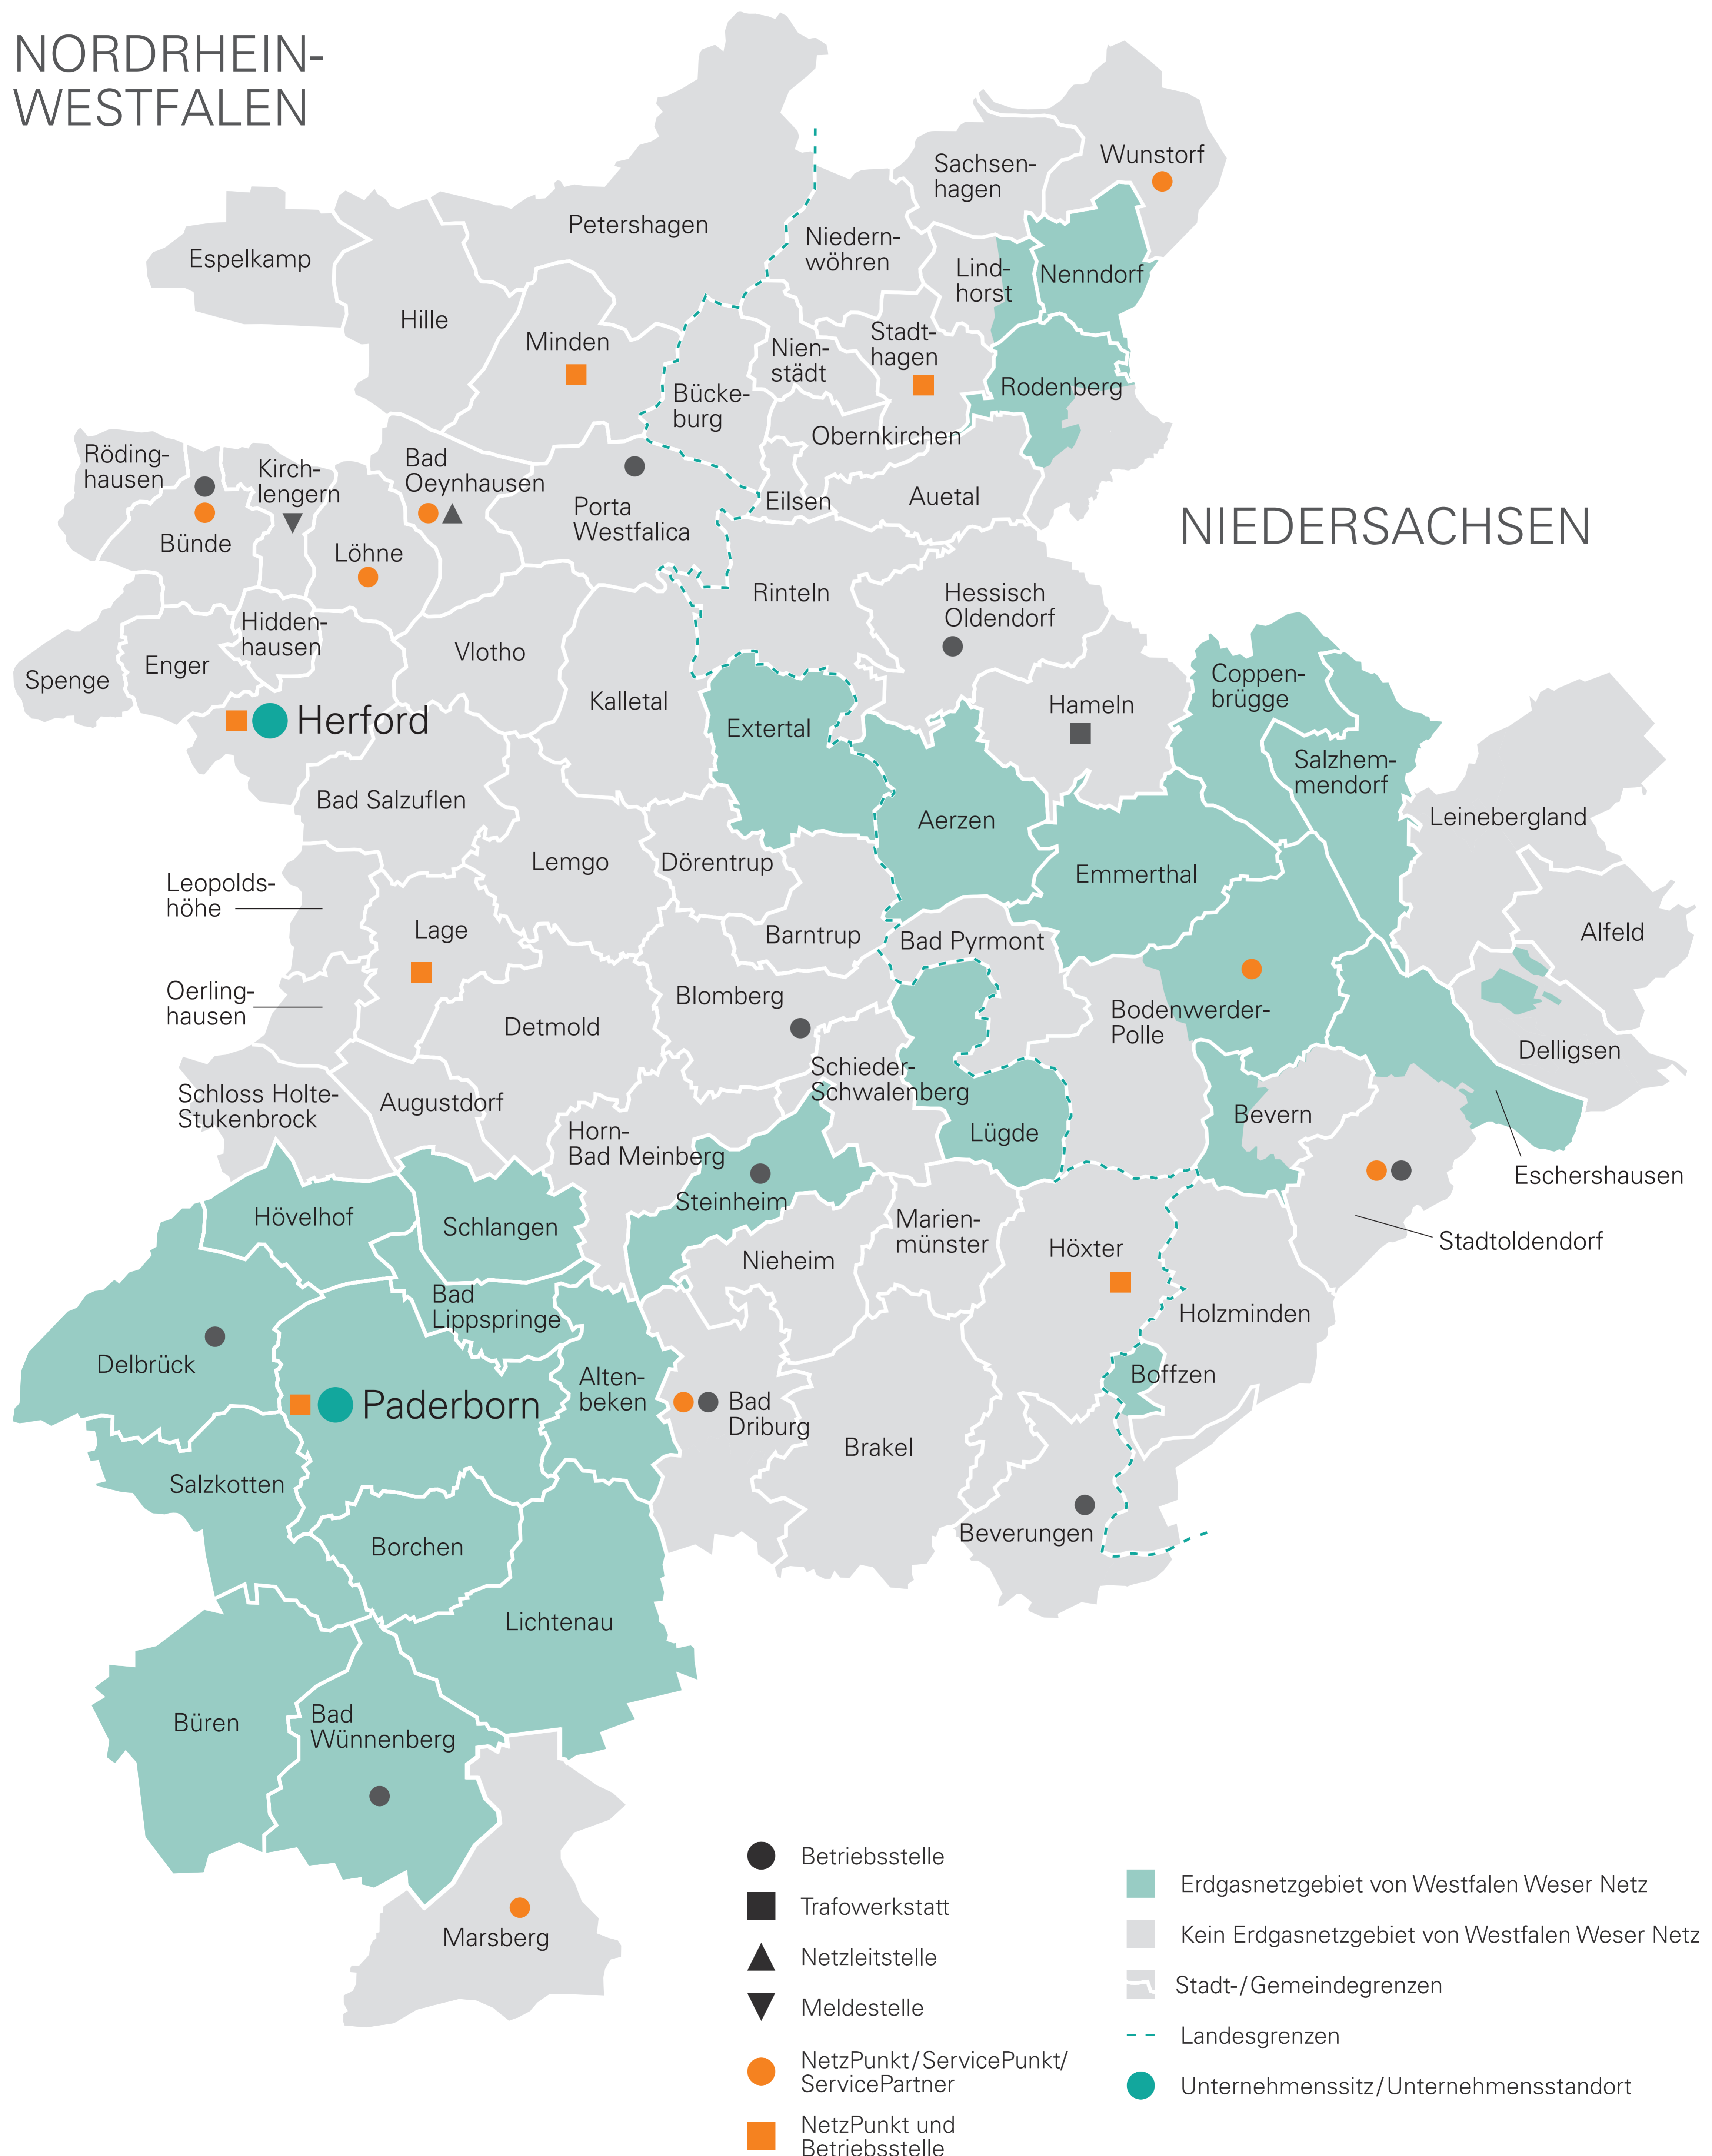 NORDRHEIN-
WESTFALEN
Wunstorf
Sachsen-
hagen
Petershagen
Niedern-
wöhren
Espelkamp
Lind-
horst
Nenndorf
Hille
Minden
Stadt-
hagen
Nien-
städt
Rodenberg
Bücke-
burg
Obernkirchen
Röding-
hausen
Kirch-
lengern
Bad
Oeynhausen
Porta
Westfalica
Eilsen
Auetal
NIEDERSACHSEN
Bünde
Löhne
Rinteln
Hessisch
Oldendorf
Hidden-
hausen
Vlotho
Enger
Spenge
Coppen-
brügge
Kalletal
Hameln
Herford
Extertal
Salzhem-
mendorf
Bad Salzuflen
Aerzen
Leinebergland
Lemgo
Dörentrup
Emmerthal
Leopolds-
höhe
Lage
Barntrup
Bad Pyrmont
Alfeld
Oerling-
hausen
Blomberg
Detmold
Bodenwerder-
Polle
Delligsen
Schieder-
Schwalenberg
Schloss Holte-
Stukenbrock
Augustdorf
Bevern
Horn-
Bad Meinberg
Lügde
Eschershausen
Steinheim
Hövelhof
Schlangen
Marien-
münster
Stadtoldendorf
Nieheim
Höxter
Bad
Lippspringe
Holzminden
Delbrück
Alten-
beken
Boffzen
Paderborn
Bad
Driburg
Brakel
Salzkotten
Beverungen
Borchen
Lichtenau
Büren
Bad
Wünnenberg
Marsberg
Betriebsstelle
Trafowerkstatt
Netzleitstelle
Meldestelle
NetzPunkt/ServicePunkt/
ServicePartner
NetzPunkt und
Betriebsstelle
Erdgasnetzgebiet von Westfalen Weser Netz
Kein Erdgasnetzgebiet von Westfalen Weser Netz
Stadt-/Gemeindegrenzen
Landesgrenzen
Unternehmenssitz/Unternehmensstandort